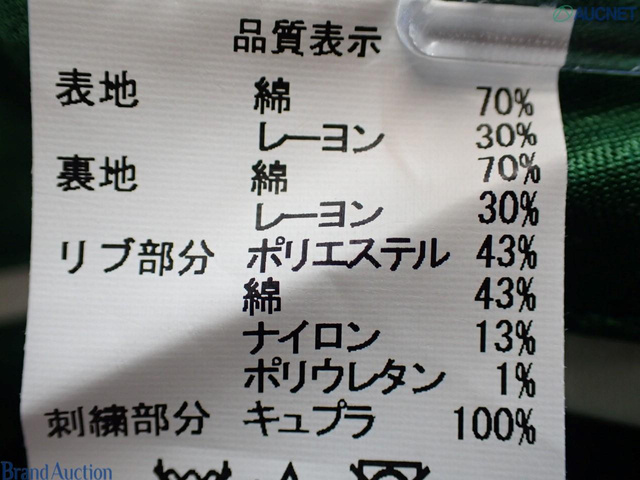 AUCNET
品質表示
表地 綿 70%
レーヨン 30%
裏地 綿 70%
レーヨン 30%
リブ部分 ポリエステル 43%
綿 43%
ナイロン 13%
ポリウレタン 1%
刺繍部分 キュプラ 100%
Brand Auction